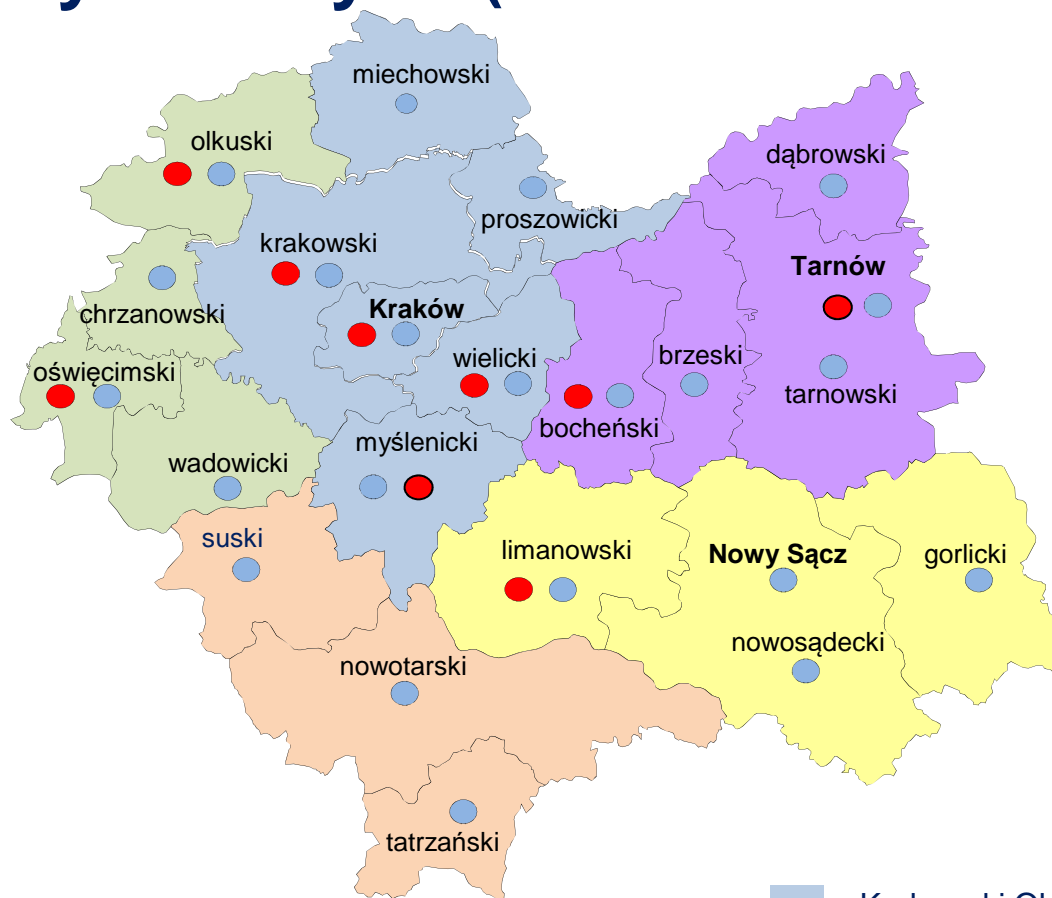 miechowski
olkuski
dąbrowski
proszowicki
krakowski
Tarnów
Kraków
chrzanowski
wielicki
brzeski
oświęcimski
tarnowski
bocheński
myślenicki
wadowicki
suski
limanowski
Nowy Sącz
gorlicki
nowosądecki
nowotarski
tatrzański